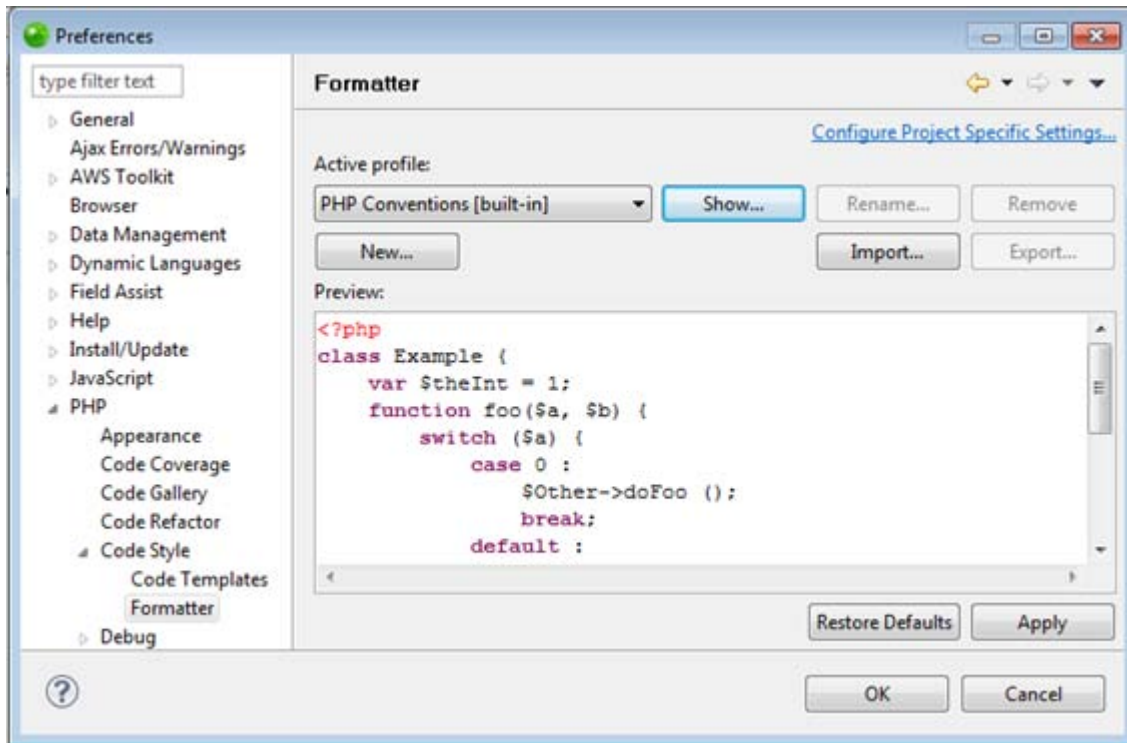 Preferences
type filter text
General
Ajax Errors/Warnings
AWS Toolkit
Browser
Data Management
Dynamic Languages
Field Assist
Help
Install/Update
JavaScript
PHP
Appearance
Code Coverage
Code Gallery
Code Refactor
Code Style
Code Templates
Formatter
Debug
Formatter
Configure Project Specific Settings...
Active profile:
PHP Conventions [built-in] Show... Rename... Remove
New... Import... Export...
Preview:
<?php
class Example {
    var $theInt = 1;
    function foo($a, $b) {
        switch ($a) {
            case 0 :
                $Other->doFoo ();
                break;
            default :
Restore Defaults Apply
? OK Cancel